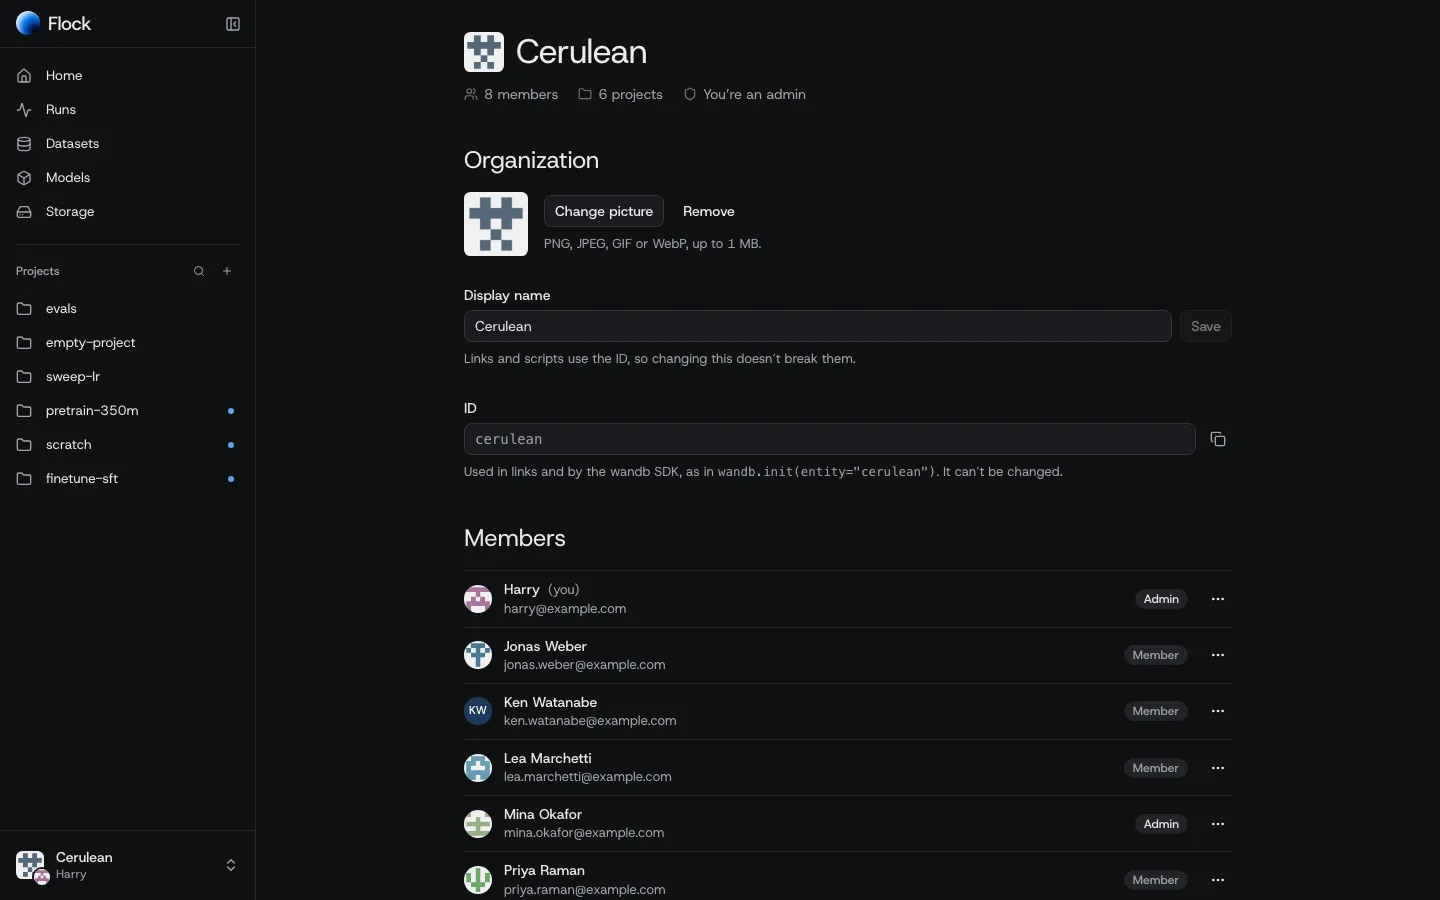 Flock
Home
Runs
Datasets
Models
Storage
Projects
evals
empty-project
sweep-lr
pretrain-350m
scratch
finetune-sft
Cerulean
Harry
Cerulean
8 members 6 projects You're an admin
Organization
Change picture Remove
PNG, JPEG, GIF or WebP, up to 1 MB.
Display name
Cerulean Save
Links and scripts use the ID, so changing this doesn't break them.
ID
cerulean
Used in links and by the wandb SDK, as in wandb.init(entity="cerulean"). It can't be changed.
Members
Harry (you)
harry@example.com
Admin
Jonas Weber
jonas.weber@example.com
Member
KW
Ken Watanabe
ken.watanabe@example.com
Member
Lea Marchetti
lea.marchetti@example.com
Member
Mina Okafor
mina.okafor@example.com
Admin
Priya Raman
priya.raman@example.com
Member